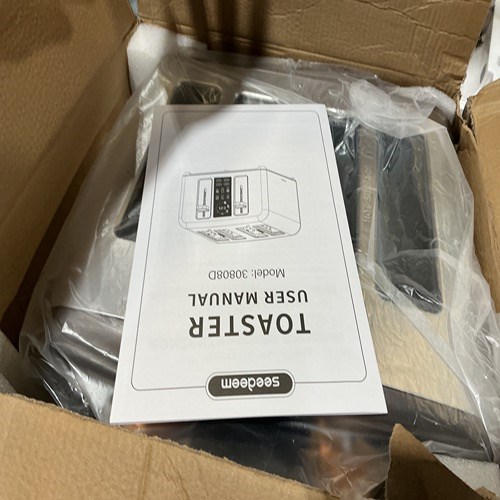 seedeem
TOASTER
USER MANUAL
Model: 30808D